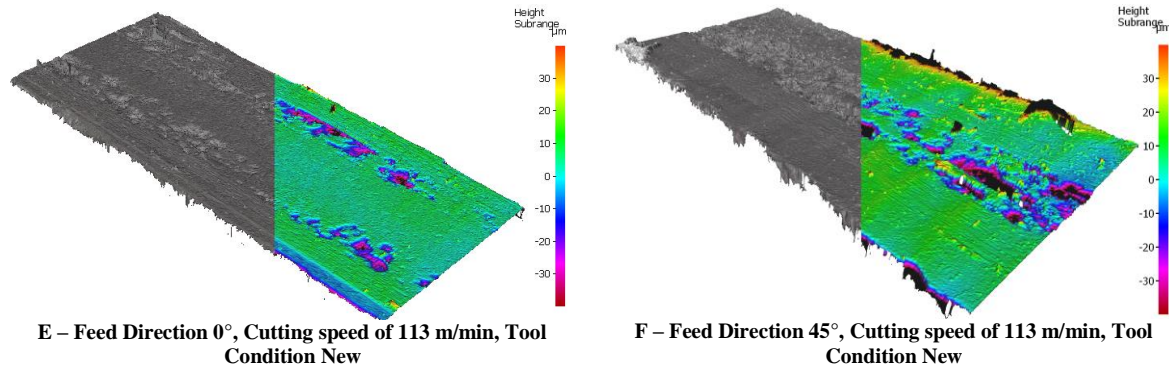 Height
Subrange
µm
30
20
10
0
-10
-20
-30
E – Feed Direction 0°, Cutting speed of 113 m/min, Tool
Condition New
Height
Subrange
µm
30
20
10
0
-10
-20
-30
F – Feed Direction 45°, Cutting speed of 113 m/min, Tool
Condition New